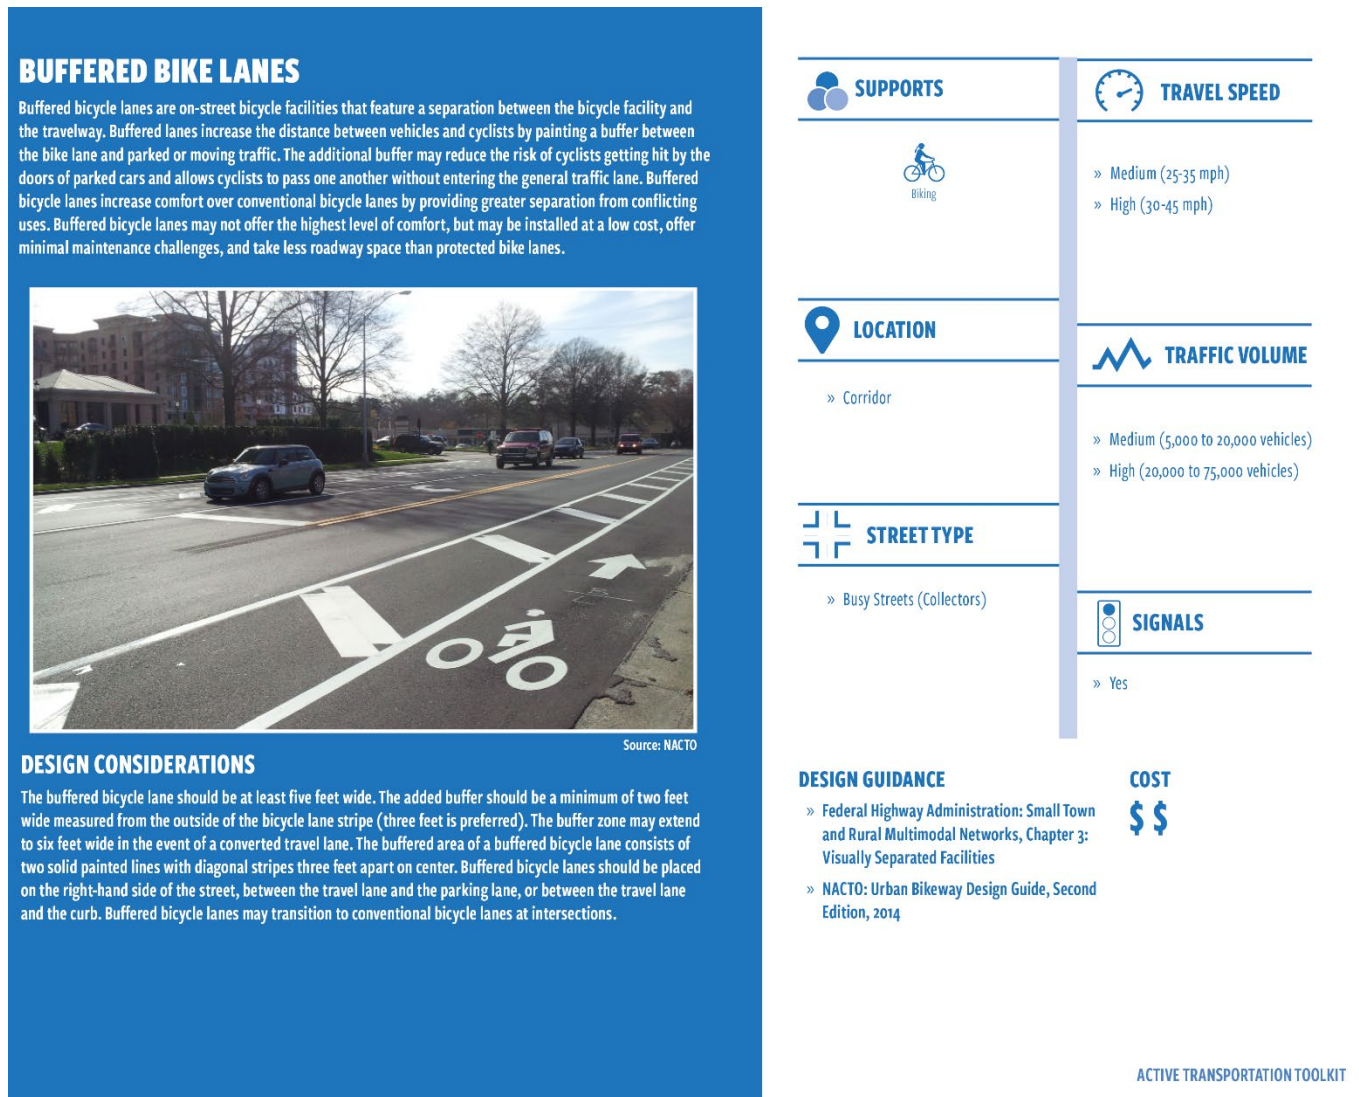 BUFFERED BIKE LANES
Buffered bicycle lanes are on-street bicycle facilities that feature a separation between the bicycle facility and
the travelway. Buffered lanes increase the distance between vehicles and cyclists by painting a buffer between
the bike lane and parked or moving traffic. The additional buffer may reduce the risk of cyclists getting hit by the
doors of parked cars and allows cyclists to pass one another without entering the general traffic lane. Buffered
bicycle lanes increase comfort over conventional bicycle lanes by providing greater separation from conflicting
uses. Buffered bicycle lanes may not offer the highest level of comfort, but may be installed at a low cost, offer
minimal maintenance challenges, and take less roadway space than protected bike lanes.
Source: NACTO
DESIGN CONSIDERATIONS
The buffered bicycle lane should be at least five feet wide. The added buffer should be a minimum of two feet
wide measured from the outside of the bicycle lane stripe (three feet is preferred). The buffer zone may extend
to six feet wide in the event of a converted travel lane. The buffered area of a buffered bicycle lane consists of
two solid painted lines with diagonal stripes three feet apart on center. Buffered bicycle lanes should be placed
on the right-hand side of the street, between the travel lane and the parking lane, or between the travel lane
and the curb. Buffered bicycle lanes may transition to conventional bicycle lanes at intersections.
SUPPORTS
Biking
LOCATION
» Corridor
STREET TYPE
» Busy Streets (Collectors)
TRAVEL SPEED
» Medium (25-35 mph)
» High (30-45 mph)
TRAFFIC VOLUME
» Medium (5,000 to 20,000 vehicles)
» High (20,000 to 75,000 vehicles)
SIGNALS
» Yes
DESIGN GUIDANCE
» Federal Highway Administration: Small Town
and Rural Multimodal Networks, Chapter 3:
Visually Separated Facilities
» NACTO: Urban Bikeway Design Guide, Second
Edition, 2014
COST
$ $
ACTIVE TRANSPORTATION TOOLKIT